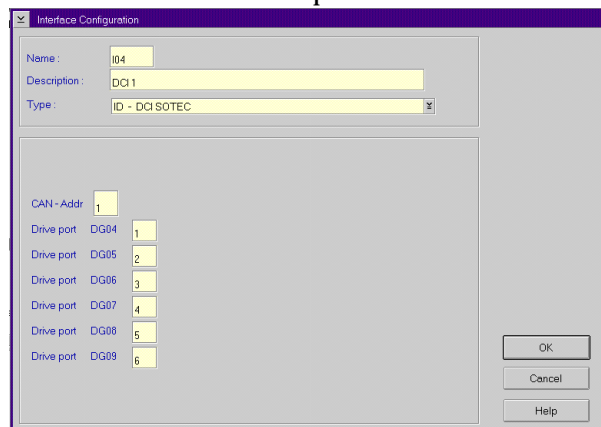 Interface Configuration
Name : I04
Description : DCI 1
Type : ID - DCI SOTEC
CAN - Addr 1
Drive port DG04 1
Drive port DG05 2
Drive port DG06 3
Drive port DG07 4
Drive port DG08 5
Drive port DG09 6
OK
Cancel
Help